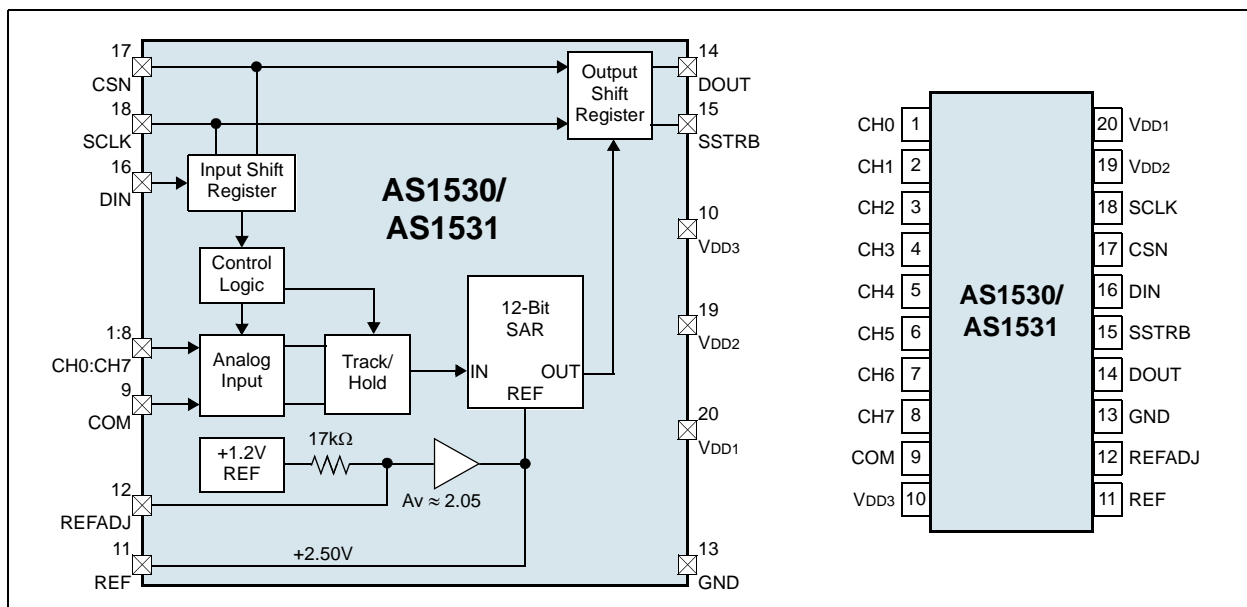 17
CSN
18
SCLK
16
DIN
Input Shift
Register
Output
Shift
Register
14
DOUT
15
SSTRB
AS1530/
AS1531
10
VDD3
Control
Logic
12-Bit
SAR
IN
OUT
REF
19
VDD2
1:8
CH0:CH7
9
COM
Analog
Input
Track/
Hold
20
VDD1
+1.2V
REF
17kΩ
Av ≈ 2.05
12
REFADJ
11
REF
+2.50V
13
GND
CH0 1
CH1 2
CH2 3
CH3 4
CH4 5
CH5 6
CH6 7
CH7 8
COM 9
VDD3 10
AS1530/
AS1531
20 VDD1
19 VDD2
18 SCLK
17 CSN
16 DIN
15 SSTRB
14 DOUT
13 GND
12 REFADJ
11 REF